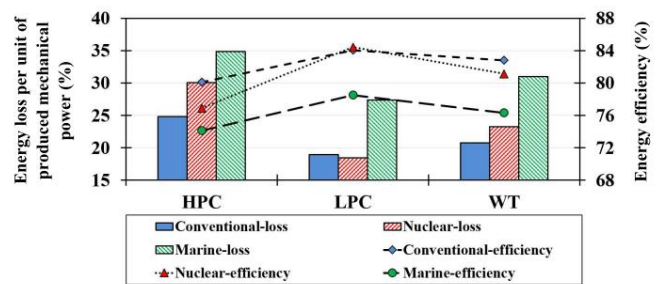 Energy loss per unit of
produced mechanical
power (%)
40
35
30
25
20
15
88
84
80
76
72
68
Energy efficiency (%)
HPC LPC WT
Conventional-loss Nuclear-loss
Marine-loss Conventional-efficiency
Nuclear-efficiency Marine-efficiency